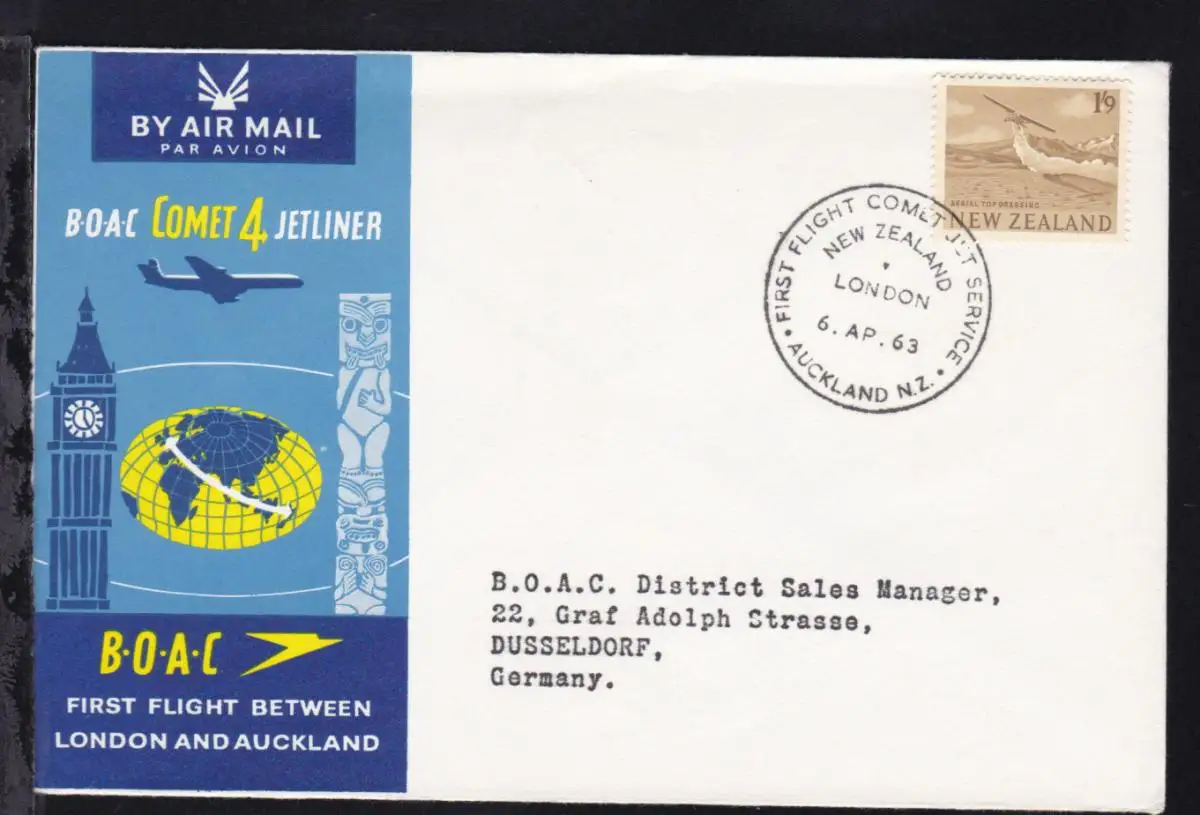 BY AIR MAIL
PAR AVION
B·O·A·C COMET 4 JETLINER
B·O·A·C
FIRST FLIGHT BETWEEN
LONDON AND AUCKLAND
1/9
AERIAL TOP DRESSING
NEW ZEALAND
• FIRST FLIGHT COMET JET SERVICE •
NEW ZEALAND
LONDON
6. AP. 63
AUCKLAND N.Z.
B.O.A.C. District Sales Manager,
22, Graf Adolph Strasse,
DUSSELDORF,
Germany.